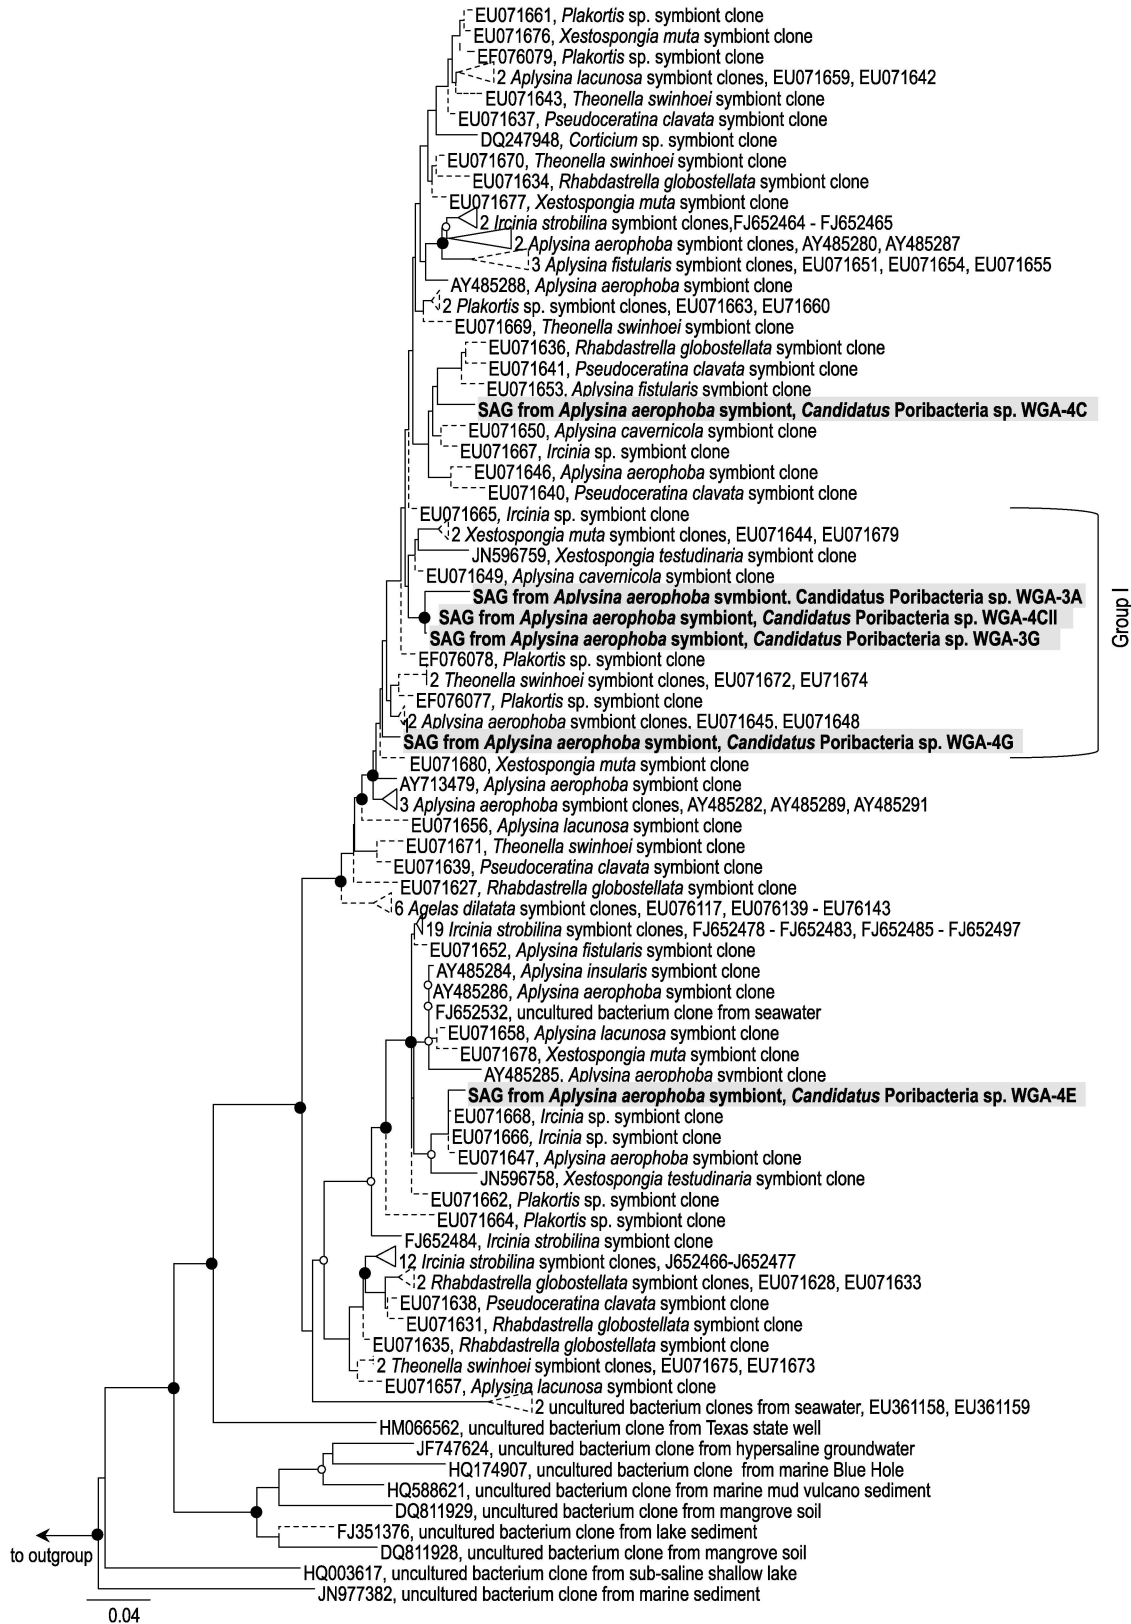 EU071661, Plakortis sp. symbiont clone
EU071676, Xestospongia muta symbiont clone
EF076079, Plakortis sp. symbiont clone
2 Aplysina lacunosa symbiont clones, EU071659, EU071642
EU071643, Theonella swinhoei symbiont clone
EU071637, Pseudoceratina clavata symbiont clone
DQ247948, Corticium sp. symbiont clone
EU071670, Theonella swinhoei symbiont clone
EU071634, Rhabdastrella globostellata symbiont clone
EU071677, Xestospongia muta symbiont clone
2 Ircinia strobilina symbiont clones,FJ652464 - FJ652465
2 Aplysina aerophoba symbiont clones, AY485280, AY485287
3 Aplysina fistularis symbiont clones, EU071651, EU071654, EU071655
AY485288, Aplysina aerophoba symbiont clone
2 Plakortis sp. symbiont clones, EU071663, EU71660
EU071669, Theonella swinhoei symbiont clone
EU071636, Rhabdastrella globostellata symbiont clone
EU071641, Pseudoceratina clavata symbiont clone
EU071653, Aplysina fistularis symbiont clone
SAG from Aplysina aerophoba symbiont, Candidatus Poribacteria sp. WGA-4C
EU071650, Aplysina cavernicola symbiont clone
EU071667, Ircinia sp. symbiont clone
EU071646, Aplysina aerophoba symbiont clone
EU071640, Pseudoceratina clavata symbiont clone
EU071665, Ircinia sp. symbiont clone
2 Xestospongia muta symbiont clones, EU071644, EU071679
JN596759, Xestospongia testudinaria symbiont clone
EU071649, Aplysina cavernicola symbiont clone
SAG from Aplysina aerophoba symbiont, Candidatus Poribacteria sp. WGA-3A
SAG from Aplysina aerophoba symbiont, Candidatus Poribacteria sp. WGA-4CII
SAG from Aplysina aerophoba symbiont, Candidatus Poribacteria sp. WGA-3G
Group I
EF076078, Plakortis sp. symbiont clone
2 Theonella swinhoei symbiont clones, EU071672, EU71674
EF076077, Plakortis sp. symbiont clone
2 Aplysina aerophoba symbiont clones, EU071645, EU071648
SAG from Aplysina aerophoba symbiont, Candidatus Poribacteria sp. WGA-4G
EU071680, Xestospongia muta symbiont clone
AY713479, Aplysina aerophoba symbiont clone
3 Aplysina aerophoba symbiont clones, AY485282, AY485289, AY485291
EU071656, Aplysina lacunosa symbiont clone
EU071671, Theonella swinhoei symbiont clone
EU071639, Pseudoceratina clavata symbiont clone
EU071627, Rhabdastrella globostellata symbiont clone
6 Agelas dilatata symbiont clones, EU076117, EU076139 - EU76143
19 Ircinia strobilina symbiont clones, FJ652478 - FJ652483, FJ652485 - FJ652497
EU071652, Aplysina fistularis symbiont clone
AY485284, Aplysina insularis symbiont clone
AY485286, Aplysina aerophoba symbiont clone
FJ652532, uncultured bacterium clone from seawater
EU071658, Aplysina lacunosa symbiont clone
EU071678, Xestospongia muta symbiont clone
AY485285, Aplysina aerophoba symbiont clone
SAG from Aplysina aerophoba symbiont, Candidatus Poribacteria sp. WGA-4E
EU071668, Ircinia sp. symbiont clone
EU071666, Ircinia sp. symbiont clone
EU071647, Aplysina aerophoba symbiont clone
JN596758, Xestospongia testudinaria symbiont clone
EU071662, Plakortis sp. symbiont clone
EU071664, Plakortis sp. symbiont clone
FJ652484, Ircinia strobilina symbiont clone
12 Ircinia strobilina symbiont clones, J652466-J652477
2 Rhabdastrella globostellata symbiont clones, EU071628, EU071633
EU071638, Pseudoceratina clavata symbiont clone
EU071631, Rhabdastrella globostellata symbiont clone
EU071635, Rhabdastrella globostellata symbiont clone
2 Theonella swinhoei symbiont clones, EU071675, EU71673
EU071657, Aplysina lacunosa symbiont clone
2 uncultured bacterium clones from seawater, EU361158, EU361159
HM066562, uncultured bacterium clone from Texas state well
JF747624, uncultured bacterium clone from hypersaline groundwater
HQ174907, uncultured bacterium clone from marine Blue Hole
HQ588621, uncultured bacterium clone from marine mud vulcano sediment
DQ811929, uncultured bacterium clone from mangrove soil
FJ351376, uncultured bacterium clone from lake sediment
DQ811928, uncultured bacterium clone from mangrove soil
to outgroup
HQ003617, uncultured bacterium clone from sub-saline shallow lake
JN977382, uncultured bacterium clone from marine sediment
0.04